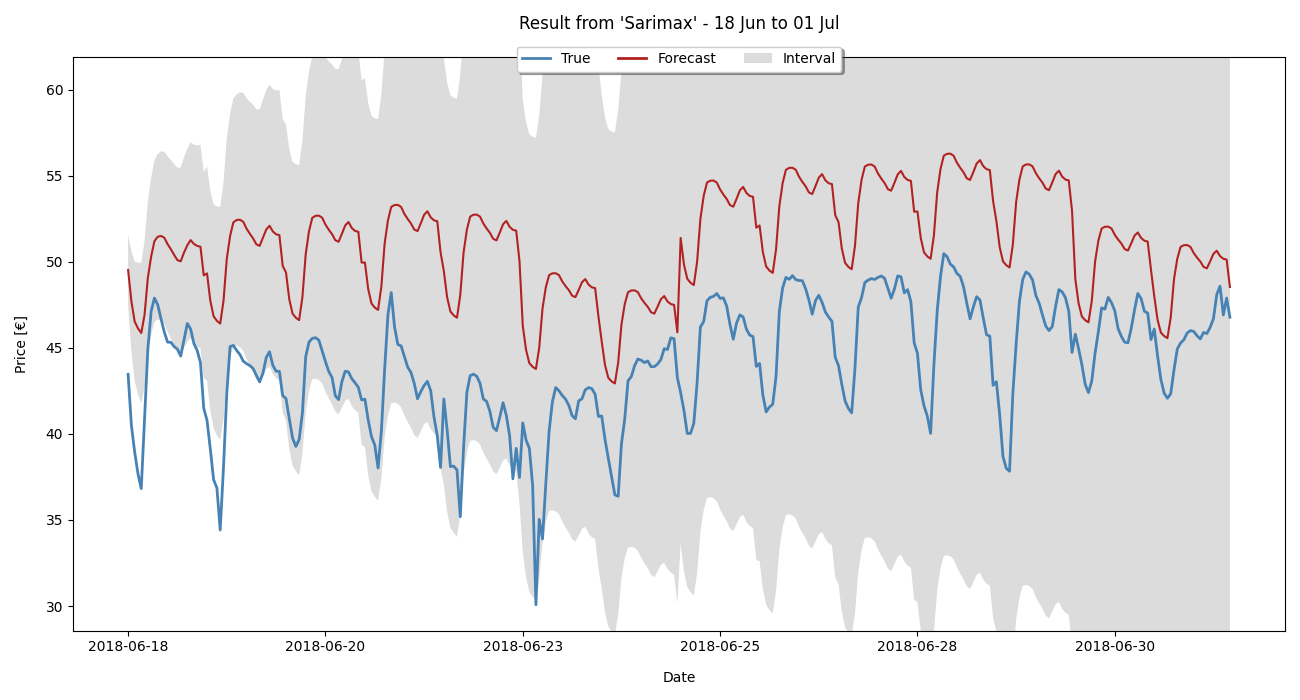 Result from 'Sarimax' - 18 Jun to 01 Jul
True Forecast Interval
Price [€]
60
55
50
45
40
35
30
2018-06-18 2018-06-20 2018-06-23 2018-06-25 2018-06-28 2018-06-30
Date